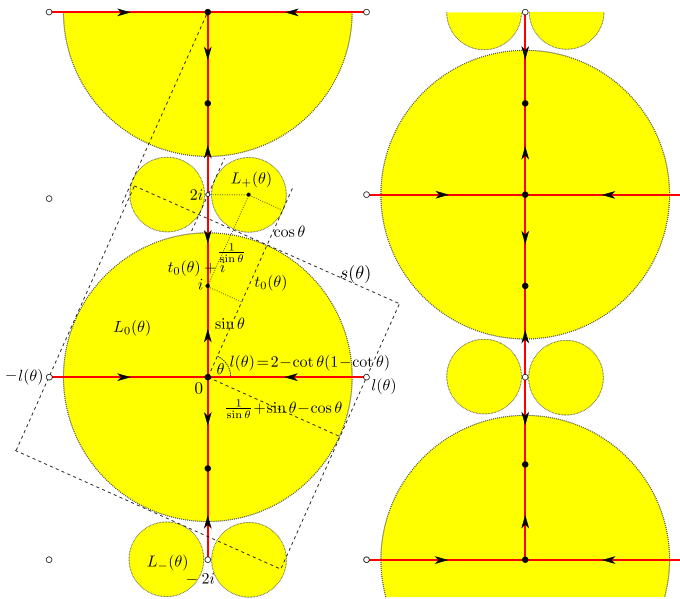 L₊(θ)
2i
cos θ
1/sin θ
t₀(θ) + i
s(θ)
i
t₀(θ)
sin θ
L₀(θ)
l(θ)=2−cot θ(1−cot θ)
θ
−l(θ)
0
l(θ)
1/sin θ + sin θ − cos θ
L₋(θ)
−2i